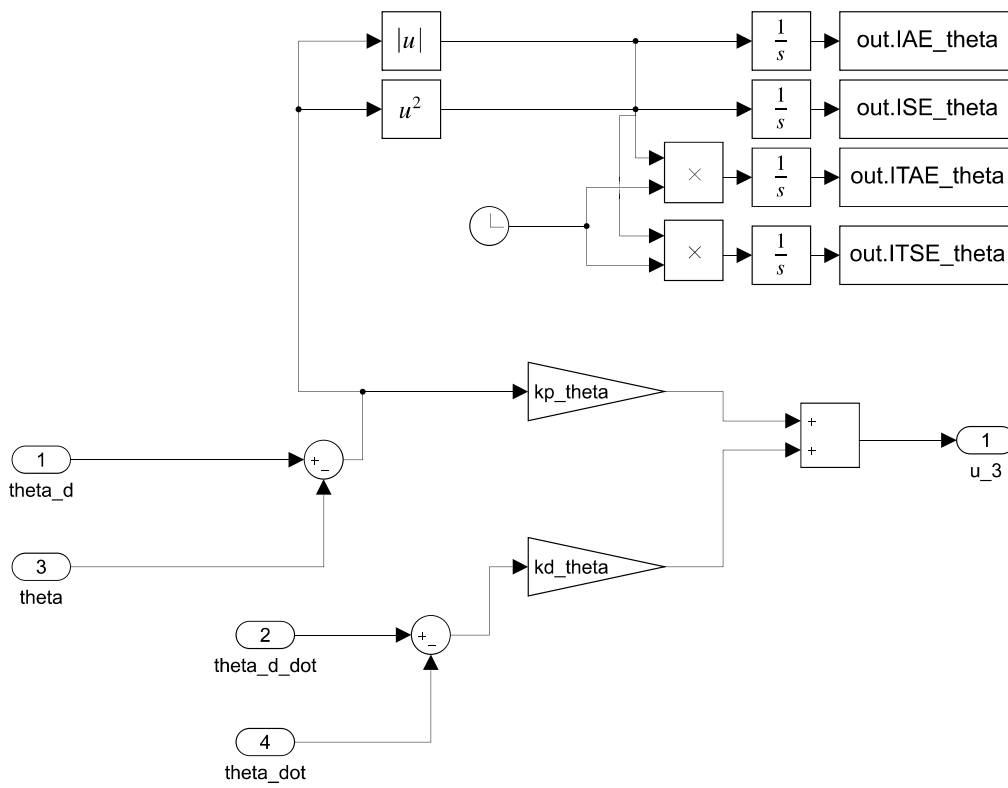 |u|
1/s
out.IAE_theta
u²
1/s
out.ISE_theta
×
1/s
out.ITAE_theta
×
1/s
out.ITSE_theta
kp_theta
+
+
1
u_3
1
theta_d
+
−
3
theta
kd_theta
2
theta_d_dot
+
−
4
theta_dot